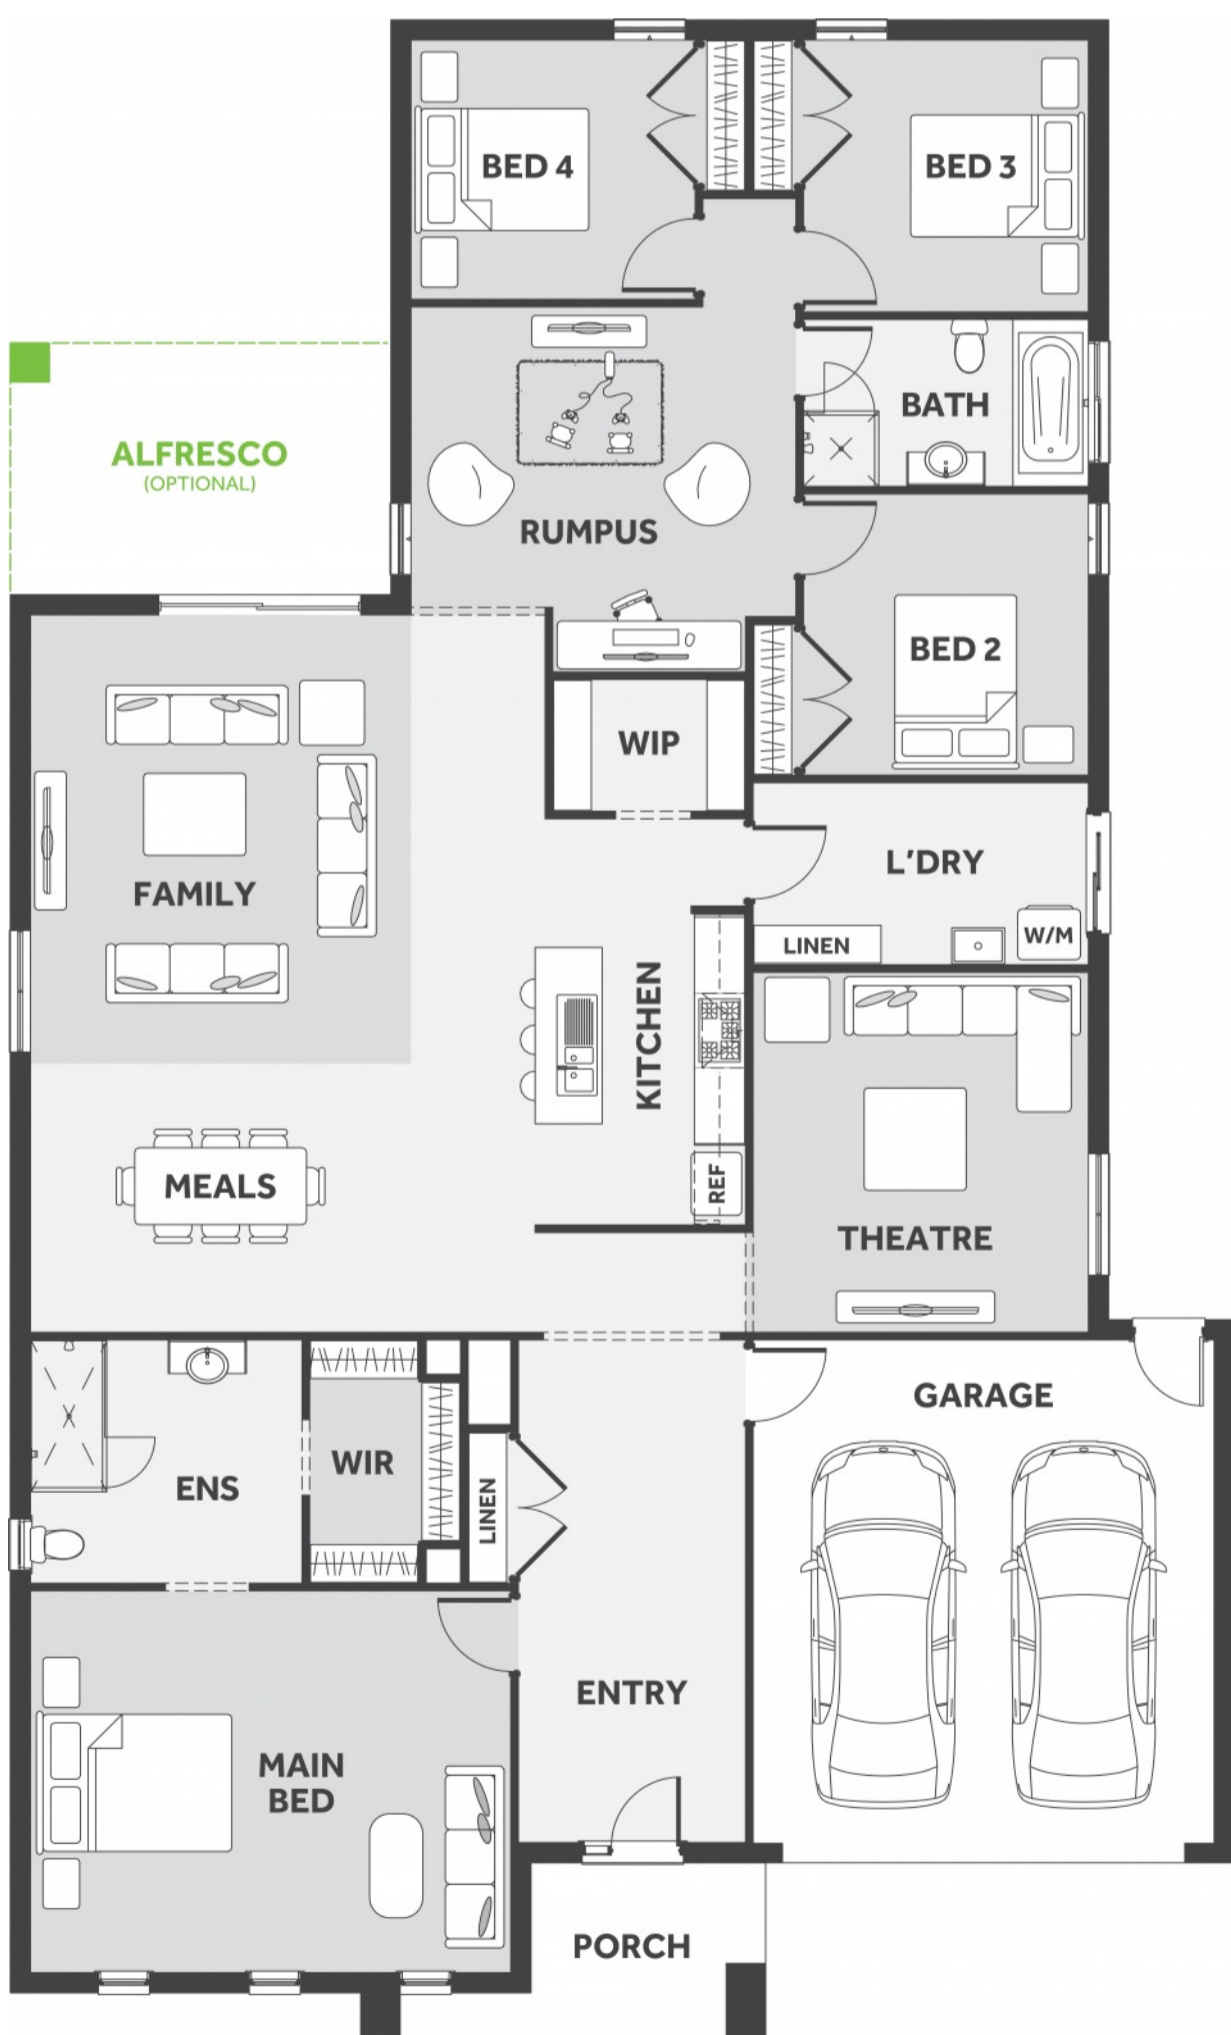 BED 4
BED 3
BATH
ALFRESCO
(OPTIONAL)
RUMPUS
BED 2
WIP
L'DRY
FAMILY
LINEN
W/M
KITCHEN
MEALS
REF
THEATRE
GARAGE
WIR
ENS
LINEN
ENTRY
MAIN
BED
PORCH